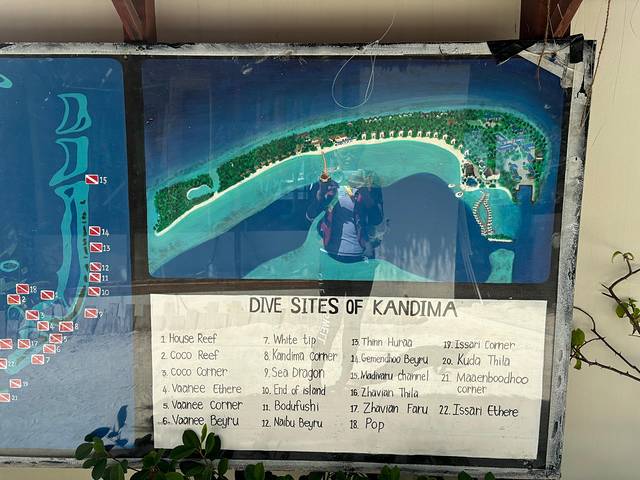 DIVE SITES OF KANDIMA
1 House Reef
2 Coco Reef
3 Coco Corner
4 Vaanee Ethere
5 Vaanee Corner
6 Vaanee Beyru
7. White tip
8 Kandima Corner
9. Sea Dragon
10. End of island
11. Bodufushi
12. Naibu Beyru
13 Thinn Huraa
14 Gemendhoo Beyru
15. Madivaru channel
16 Zhavian Thila
17 Zhavian Faru
18 Pop
19. Issari Corner
20. Kuda Thila
21 Maaenboodhoo
corner
22. Issari Ethere
15
14
13
12
11
10
9